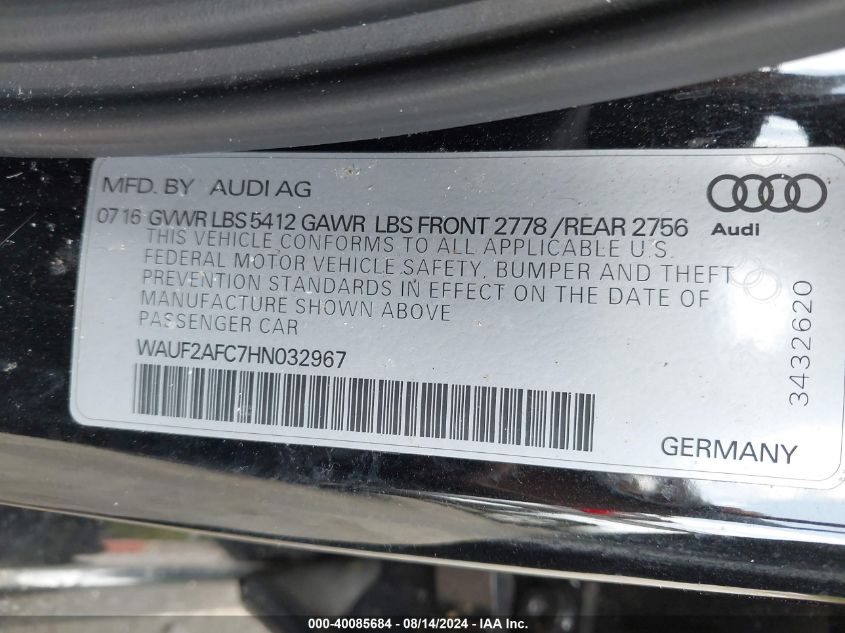 MFD. BY AUDI AG
0716 GVWR LBS 5412 GAWR LBS FRONT 2778 /REAR 2756
Audi
THIS VEHICLE CONFORMS TO ALL APPLICABLE U.S.
FEDERAL MOTOR VEHICLE SAFETY, BUMPER AND THEFT
PREVENTION STANDARDS IN EFFECT ON THE DATE OF
MANUFACTURE SHOWN ABOVE
PASSENGER CAR
WAUF2AFC7HN032967
3432620
GERMANY
000-40085684 - 08/14/2024 - IAA Inc.